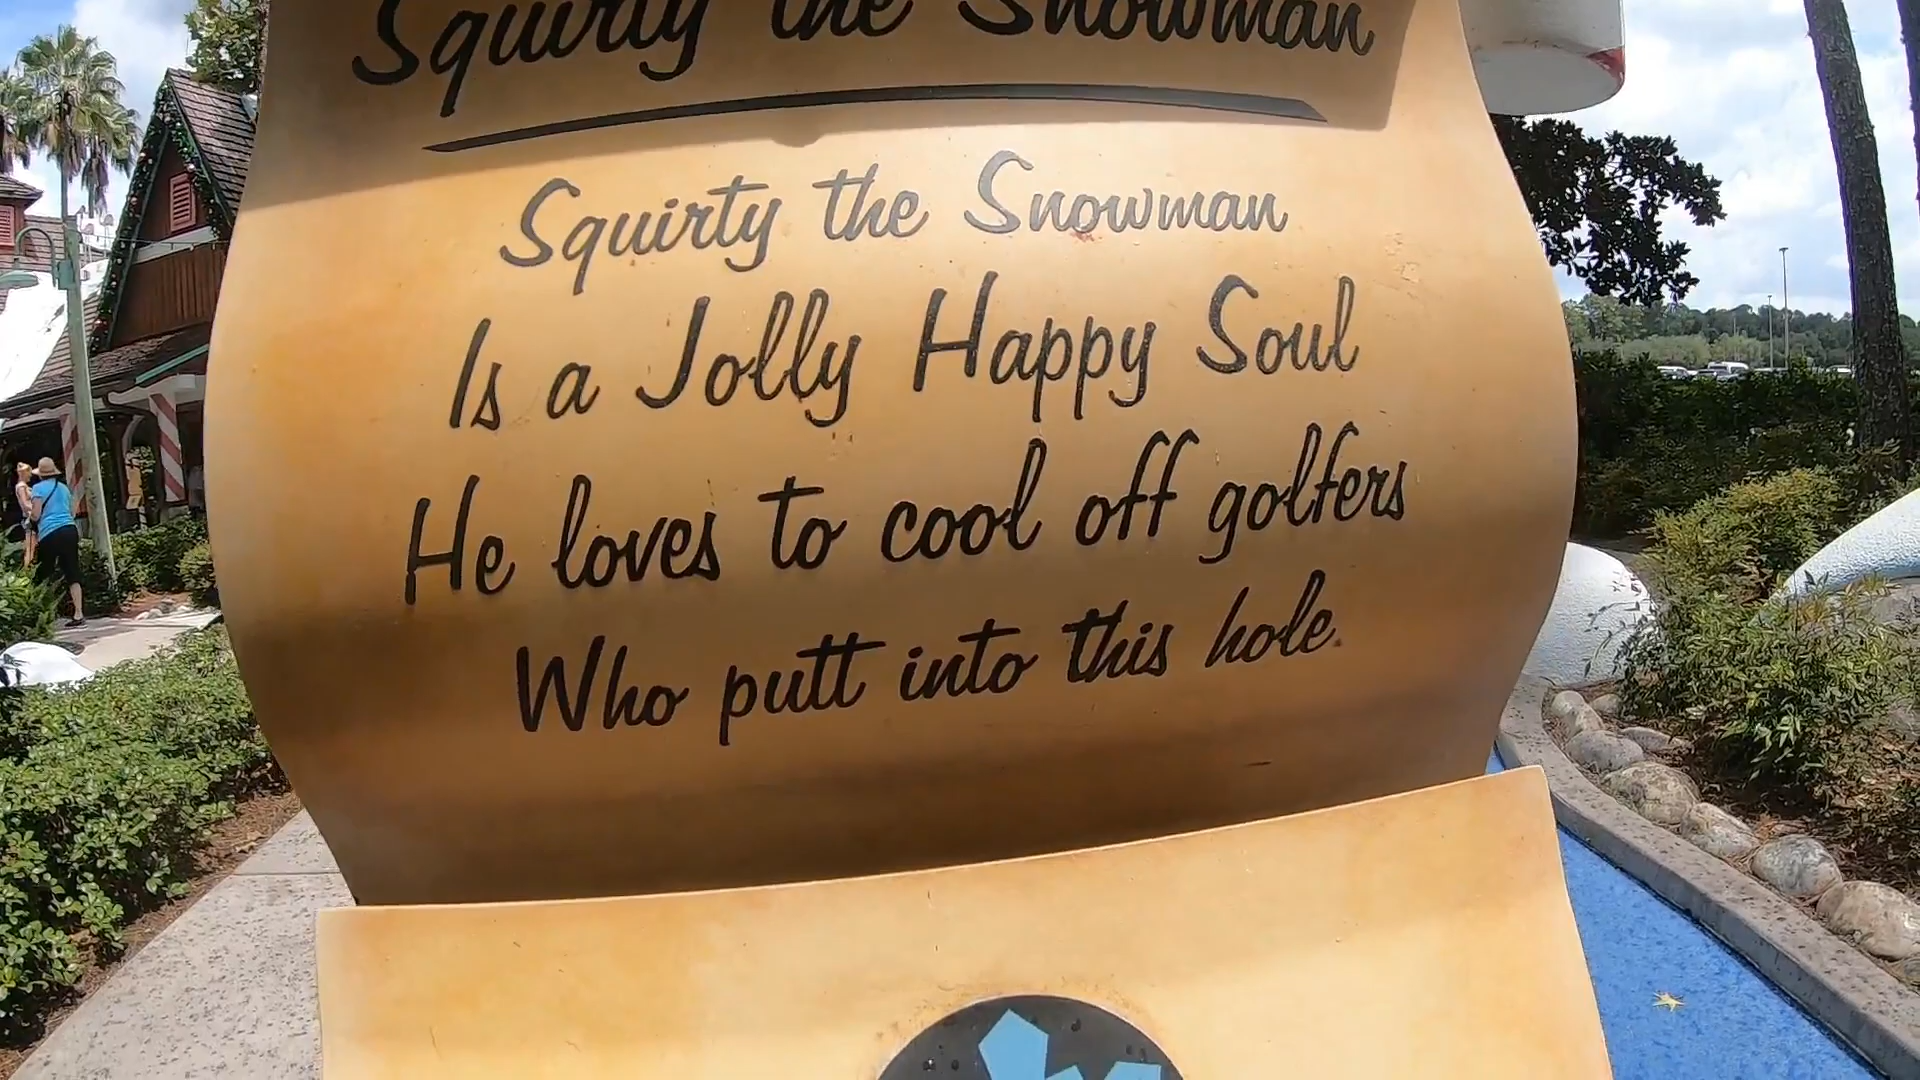 Squirty the Snowman
Squirty the Snowman
Is a Jolly Happy Soul
He loves to cool off golfers
Who putt into this hole.